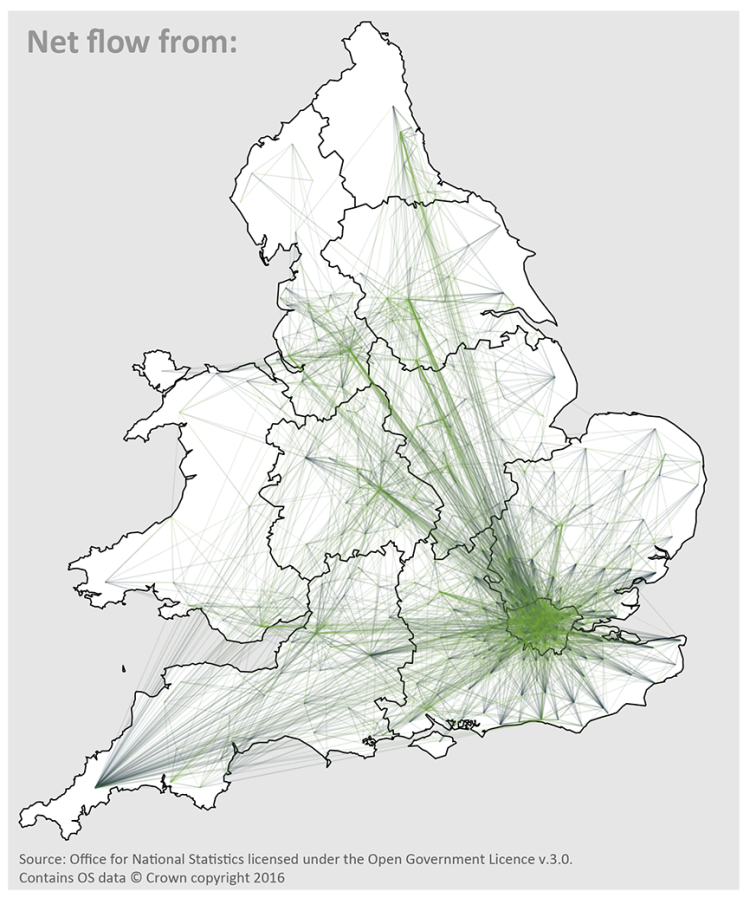 Net flow from:
Source: Office for National Statistics licensed under the Open Government Licence v.3.0.
Contains OS data © Crown copyright 2016